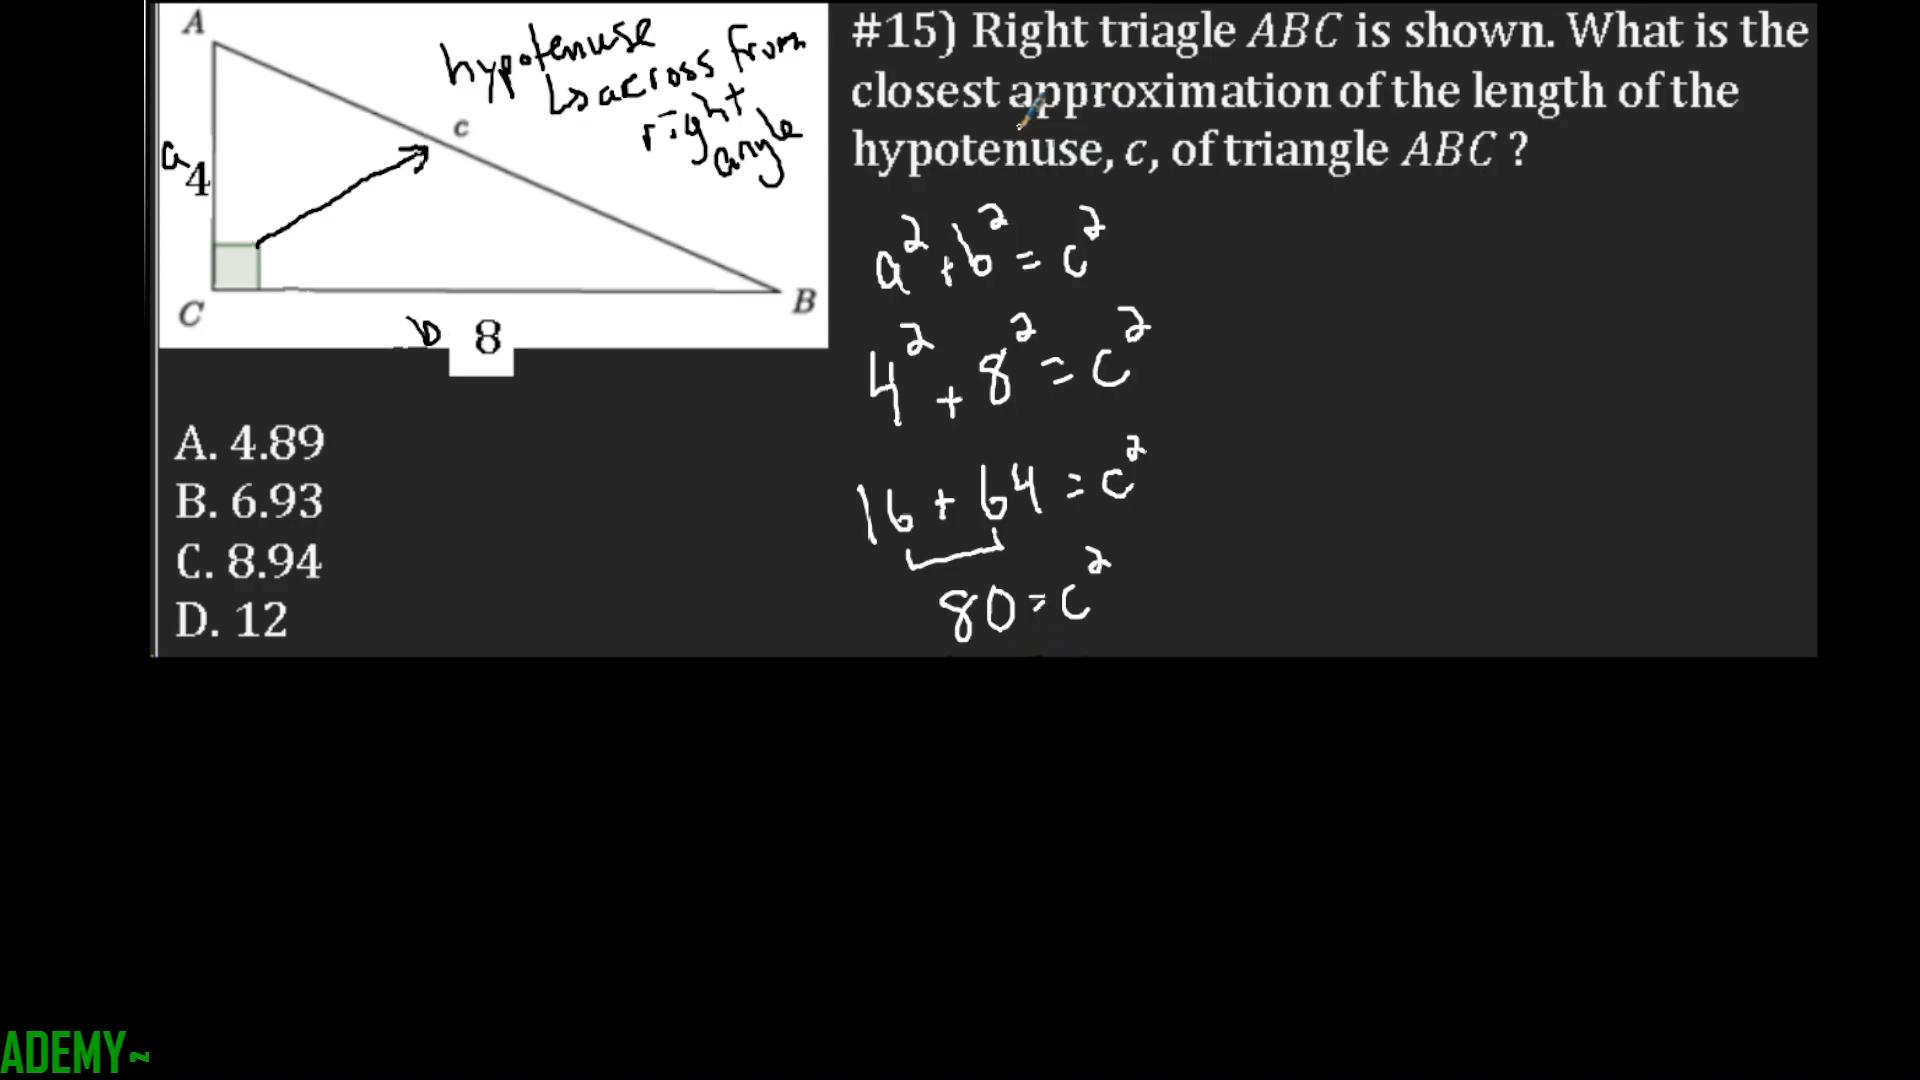 A
hypotenuse
↳ across from
right
angle
c
a
4
C
B
b 8
#15) Right triagle ABC is shown. What is the
closest approximation of the length of the
hypotenuse, c, of triangle ABC ?
a² + b² = c²
4² + 8² = c²
16 + 64 = c²
80 = c²
A. 4.89
B. 6.93
C. 8.94
D. 12
ADEMY~